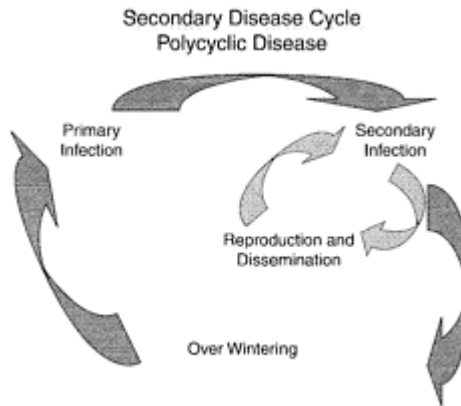 Secondary Disease Cycle
Polycyclic Disease
Primary
Infection
Secondary
Infection
Reproduction and
Dissemination
Over Wintering